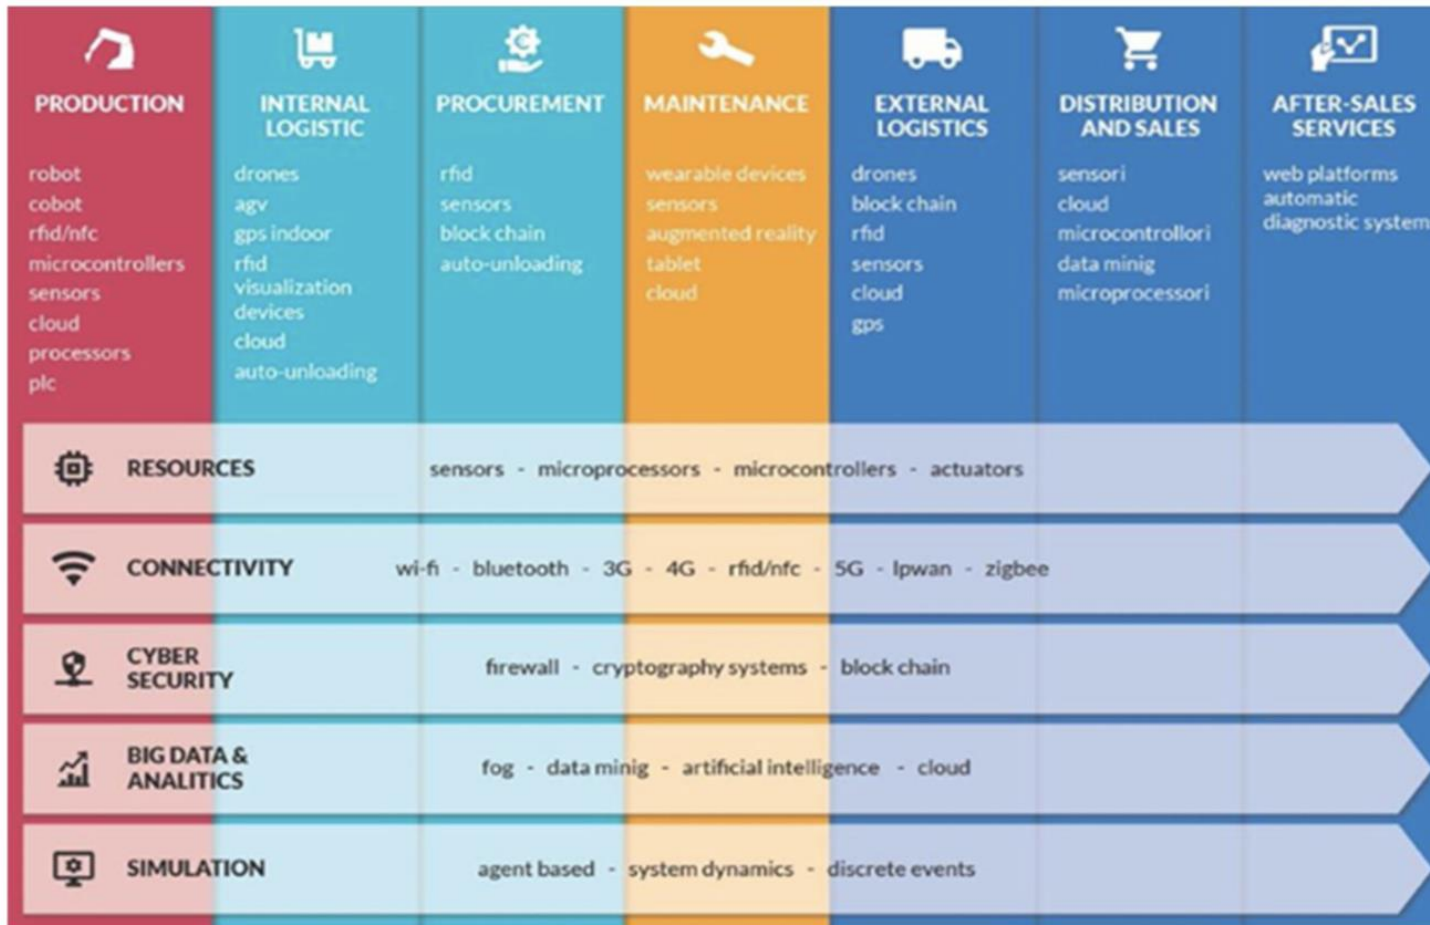 PRODUCTION
robot
cobot
rfid/nfc
microcontrollers
sensors
cloud
processors
plc
INTERNAL
LOGISTIC
drones
agv
gps indoor
rfid
visualization
devices
cloud
auto-unloading
PROCUREMENT
rfid
sensors
block chain
auto-unloading
MAINTENANCE
wearable devices
sensors
augmented reality
tablet
cloud
EXTERNAL
LOGISTICS
drones
block chain
rfid
sensors
cloud
gps
DISTRIBUTION
AND SALES
sensori
cloud
microcontrollori
data minig
microprocessori
AFTER-SALES
SERVICES
web platforms
automatic
diagnostic system
RESOURCES
sensors - microprocessors - microcontrollers - actuators
CONNECTIVITY
wi-fi - bluetooth - 3G - 4G - rfid/nfc - 5G - lpwan - zigbee
CYBER
SECURITY
firewall - cryptography systems - block chain
BIG DATA &
ANALITICS
fog - data minig - artificial intelligence - cloud
SIMULATION
agent based - system dynamics - discrete events